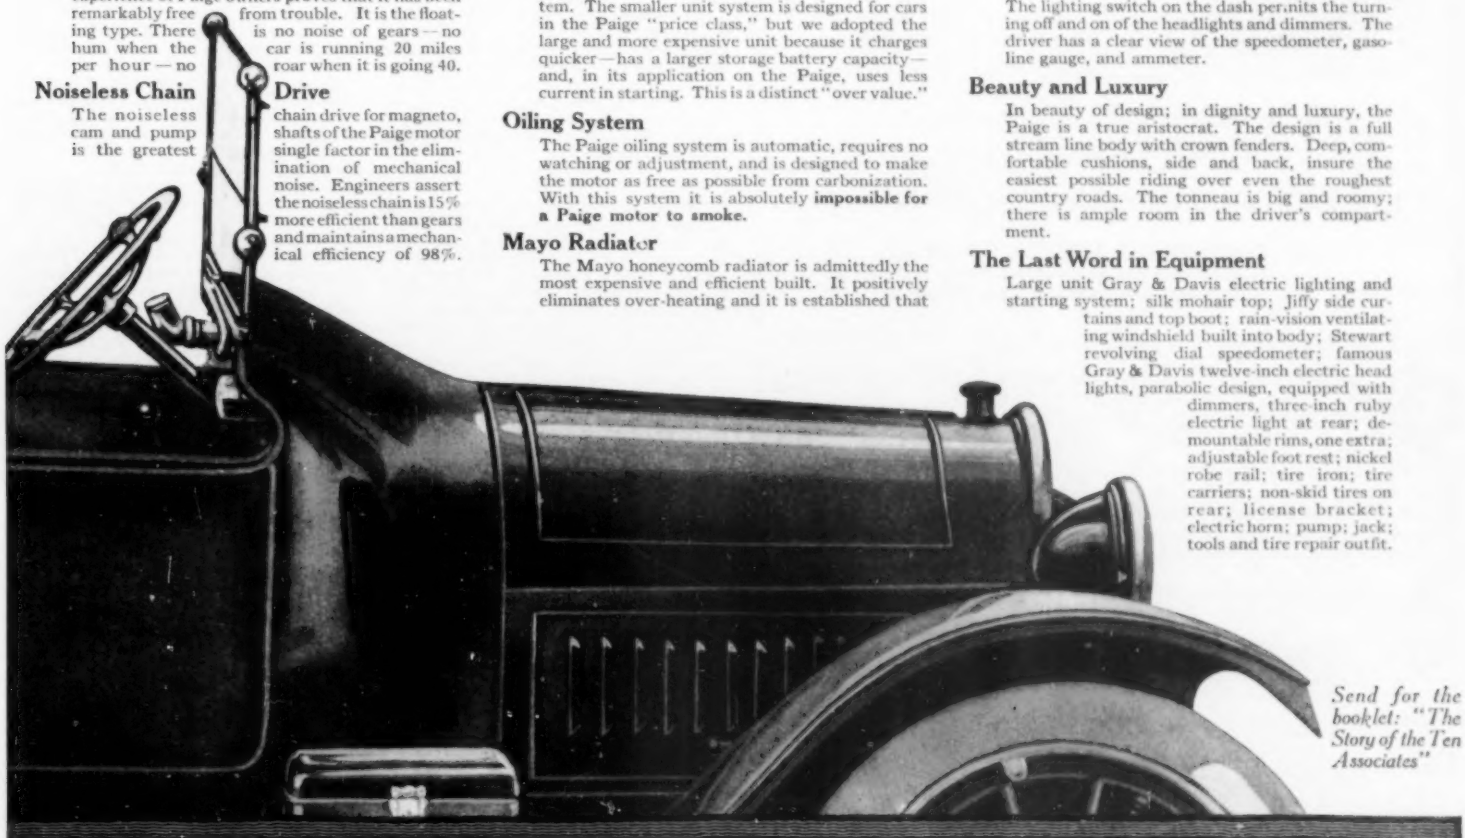 remarkably free from trouble. It is the float-
ing type. There is no noise of gears — no
hum when the car is running 20 miles
per hour — no roar when it is going 40.
Noiseless Chain Drive
The noiseless chain drive for magneto,
cam and pump shafts of the Paige motor
is the greatest single factor in the elim-
ination of mechanical
noise. Engineers assert
the noiseless chain is 15%
more efficient than gears
and maintains a mechan-
ical efficiency of 98%.
tem. The smaller unit system is designed for cars
in the Paige "price class," but we adopted the
large and more expensive unit because it charges
quicker — has a larger storage battery capacity —
and, in its application on the Paige, uses less
current in starting. This is a distinct "over value."
Oiling System
The Paige oiling system is automatic, requires no
watching or adjustment, and is designed to make
the motor as free as possible from carbonization.
With this system it is absolutely impossible for
a Paige motor to smoke.
Mayo Radiator
The Mayo honeycomb radiator is admittedly the
most expensive and efficient built. It positively
eliminates over-heating and it is established that
The lighting switch on the dash permits the turn-
ing off and on of the headlights and dimmers. The
driver has a clear view of the speedometer, gaso-
line gauge, and ammeter.
Beauty and Luxury
In beauty of design; in dignity and luxury, the
Paige is a true aristocrat. The design is a full
stream line body with crown fenders. Deep, com-
fortable cushions, side and back, insure the
easiest possible riding over even the roughest
country roads. The tonneau is big and roomy;
there is ample room in the driver's compart-
ment.
The Last Word in Equipment
Large unit Gray & Davis electric lighting and
starting system; silk mohair top; Jiffy side cur-
tains and top boot; rain-vision ventilat-
ing windshield built into body; Stewart
revolving dial speedometer; famous
Gray & Davis twelve-inch electric head
lights, parabolic design, equipped with
dimmers, three-inch ruby
electric light at rear; de-
mountable rims, one extra;
adjustable foot rest; nickel
robe rail; tire iron; tire
carriers; non-skid tires on
rear; license bracket;
electric horn; pump; jack;
tools and tire repair outfit.
Send for the
booklet: "The
Story of the Ten
Associates"